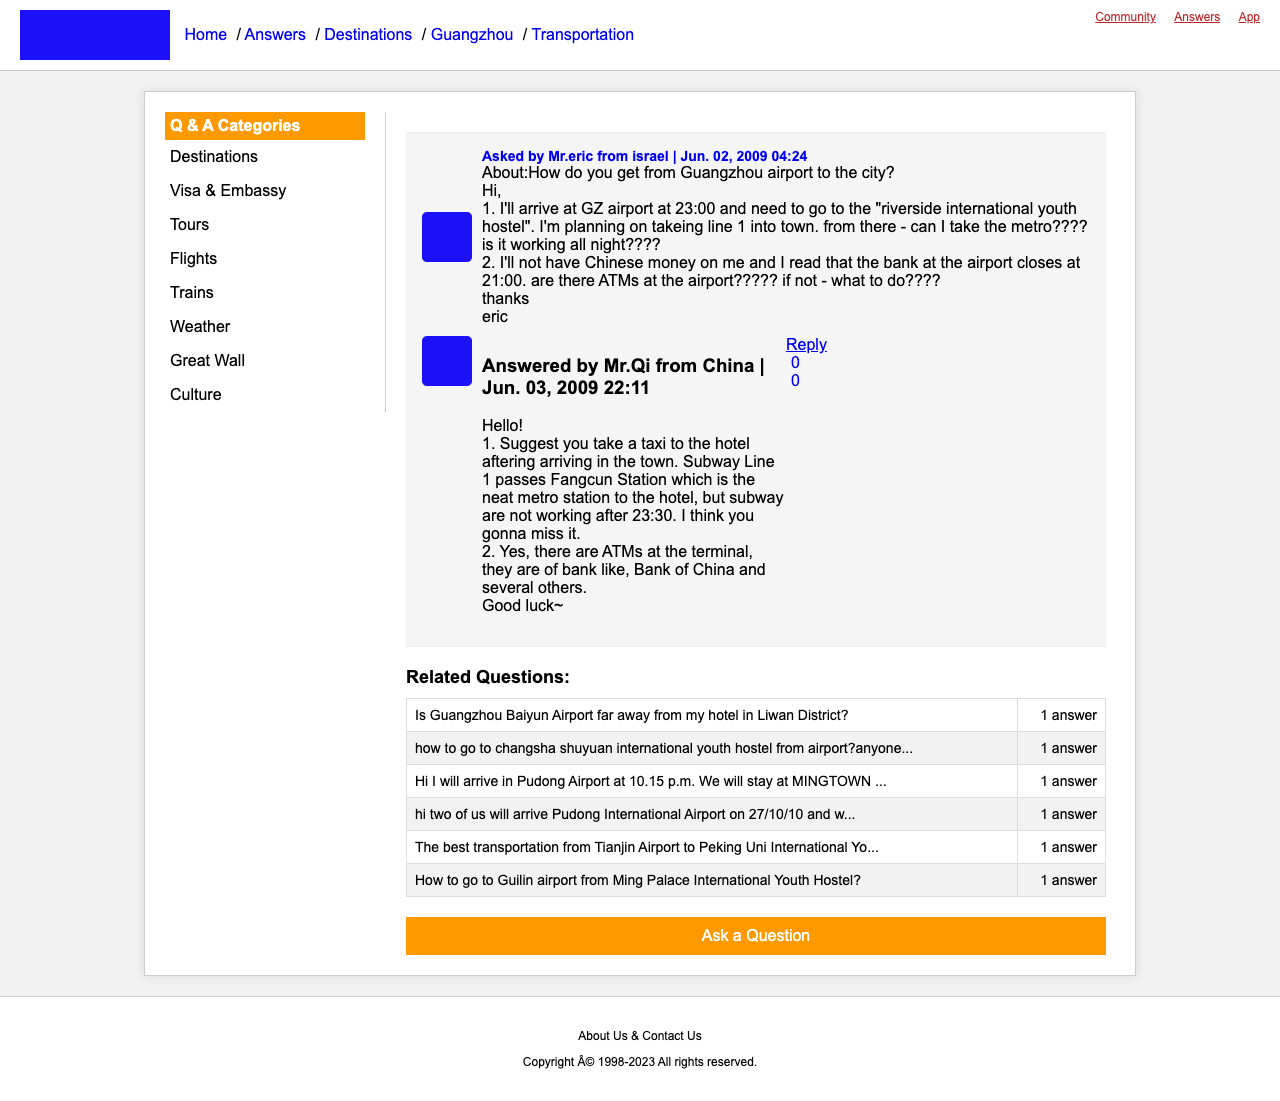 Home / Answers / Destinations / Guangzhou / Transportation
Community Answers App
Q & A Categories
Destinations
Visa & Embassy
Tours
Flights
Trains
Weather
Great Wall
Culture
Asked by Mr.eric from israel | Jun. 02, 2009 04:24
About:How do you get from Guangzhou airport to the city?
Hi,
1. I'll arrive at GZ airport at 23:00 and need to go to the "riverside international youth
hostel". I'm planning on takeing line 1 into town. from there - can I take the metro????
is it working all night????
2. I'll not have Chinese money on me and I read that the bank at the airport closes at
21:00. are there ATMs at the airport????? if not - what to do????
thanks
eric
Answered by Mr.Qi from China |
Jun. 03, 2009 22:11
Hello!
1. Suggest you take a taxi to the hotel
aftering arriving in the town. Subway Line
1 passes Fangcun Station which is the
neat metro station to the hotel, but subway
are not working after 23:30. I think you
gonna miss it.
2. Yes, there are ATMs at the terminal,
they are of bank like, Bank of China and
several others.
Good luck~
Reply
0
0
Related Questions:
Is Guangzhou Baiyun Airport far away from my hotel in Liwan District? 1 answer
how to go to changsha shuyuan international youth hostel from airport?anyone... 1 answer
Hi I will arrive in Pudong Airport at 10.15 p.m. We will stay at MINGTOWN ... 1 answer
hi two of us will arrive Pudong International Airport on 27/10/10 and w... 1 answer
The best transportation from Tianjin Airport to Peking Uni International Yo... 1 answer
How to go to Guilin airport from Ming Palace International Youth Hostel? 1 answer
Ask a Question
About Us & Contact Us
Copyright Â© 1998-2023 All rights reserved.